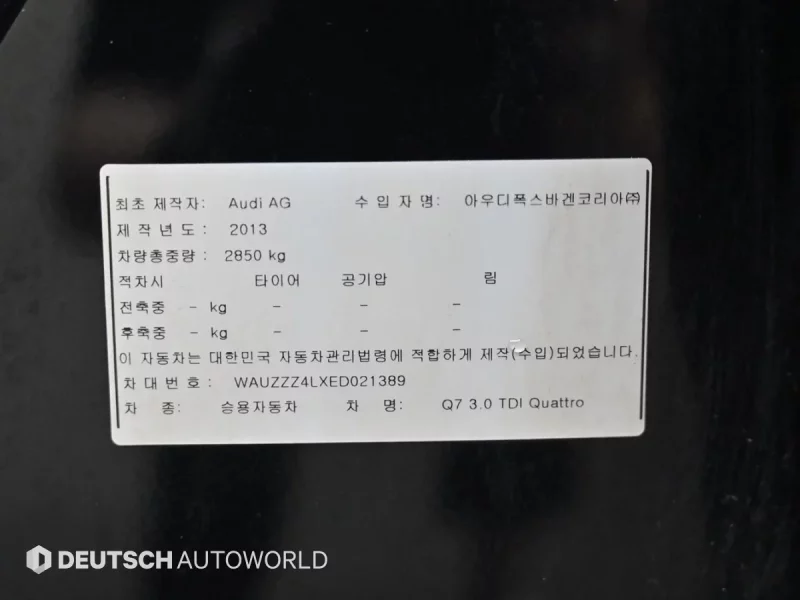 최초 제작자: Audi AG 수 입 자 명: 아우디폭스바겐코리아㈜
제 작 년 도 : 2013
차량총중량 : 2850 kg
적차시 타이어 공기압 림
전축중 - kg - - -
후축중 - kg - - -
이 자동차는 대한민국 자동차관리법령에 적합하게 제작(수입)되었습니다.
차 대 번 호 : WAUZZZ4LXED021389
차 종: 승용자동차 차 명: Q7 3.0 TDI Quattro
DEUTSCH AUTOWORLD